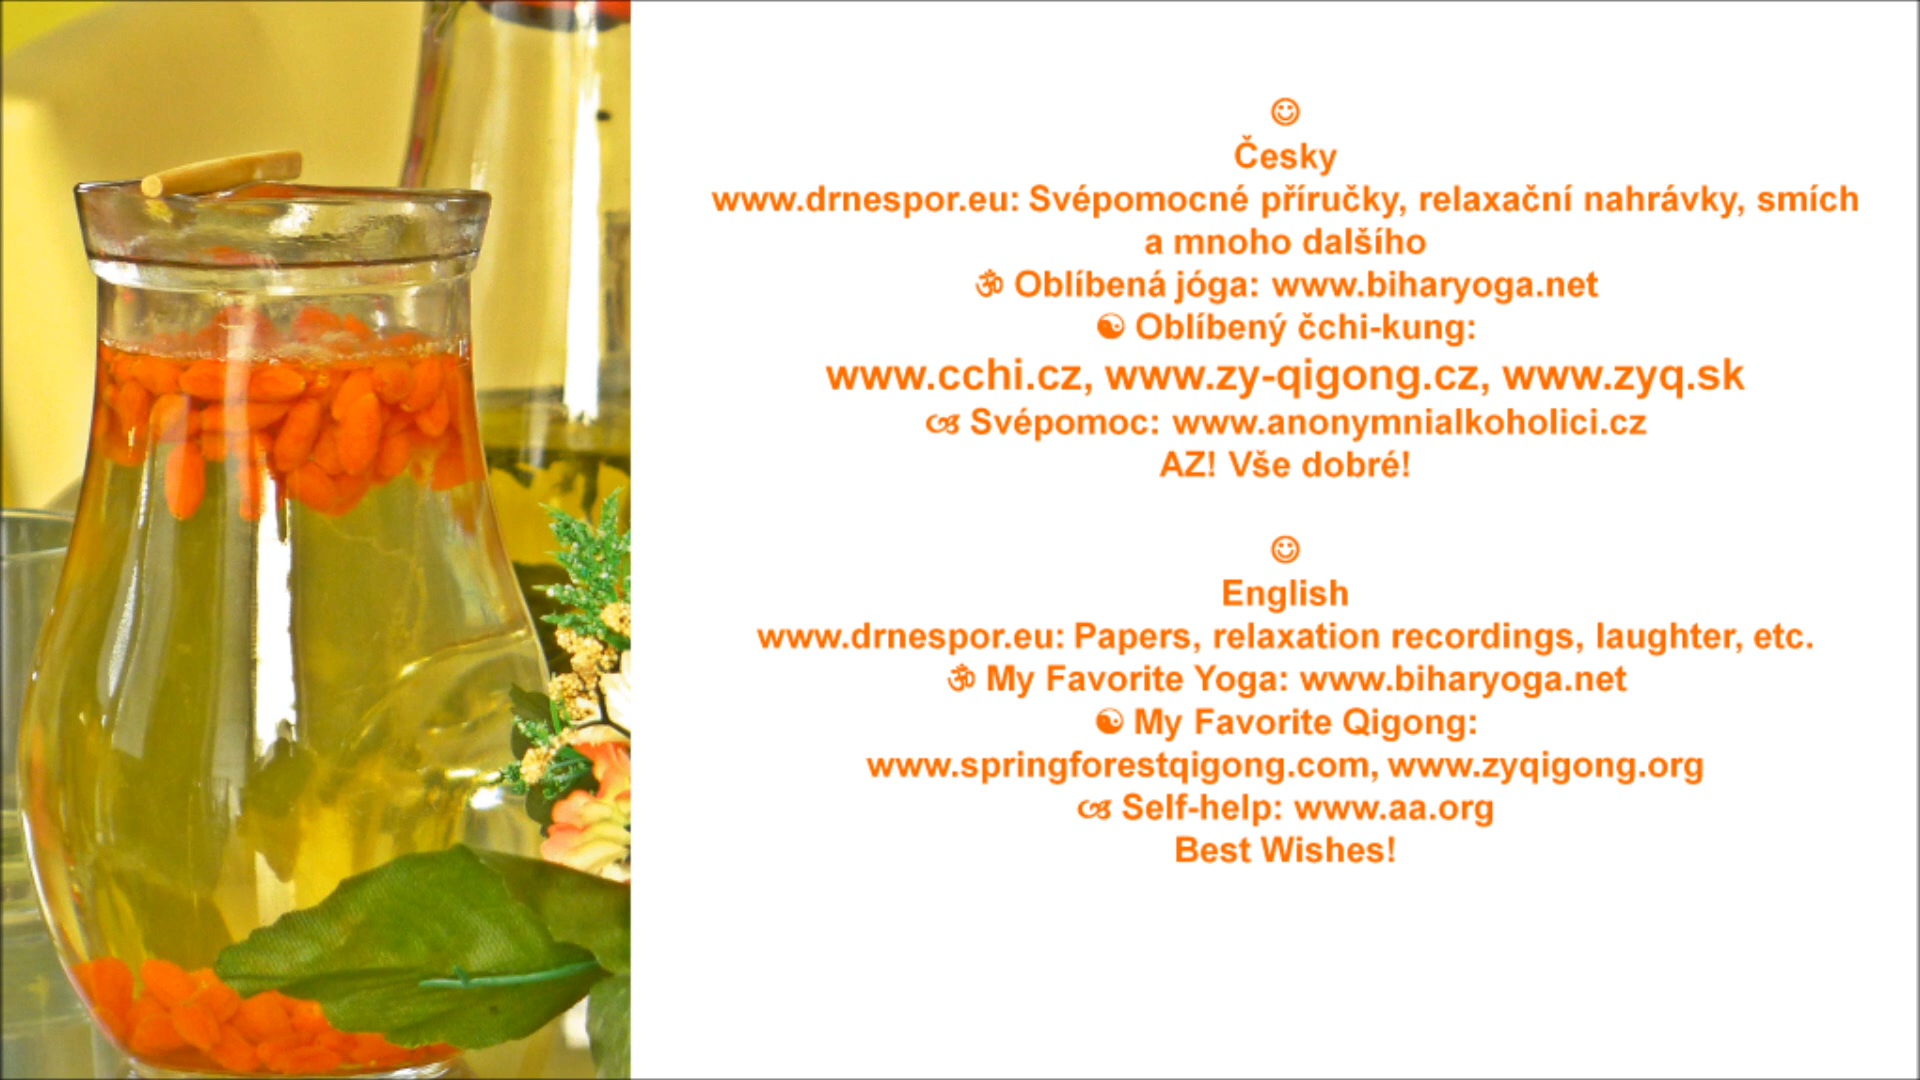 ☺
Česky
www.drnespor.eu: Svépomocné příručky, relaxační nahrávky, smích
a mnoho dalšího
🕉 Oblíbená jóga: www.biharyoga.net
☯ Oblíbený čchi-kung:
www.cchi.cz, www.zy-qigong.cz, www.zyq.sk
🙚 Svépomoc: www.anonymnialkoholici.cz
AZ! Vše dobré!
☺
English
www.drnespor.eu: Papers, relaxation recordings, laughter, etc.
🕉 My Favorite Yoga: www.biharyoga.net
☯ My Favorite Qigong:
www.springforestqigong.com, www.zyqigong.org
🙚 Self-help: www.aa.org
Best Wishes!